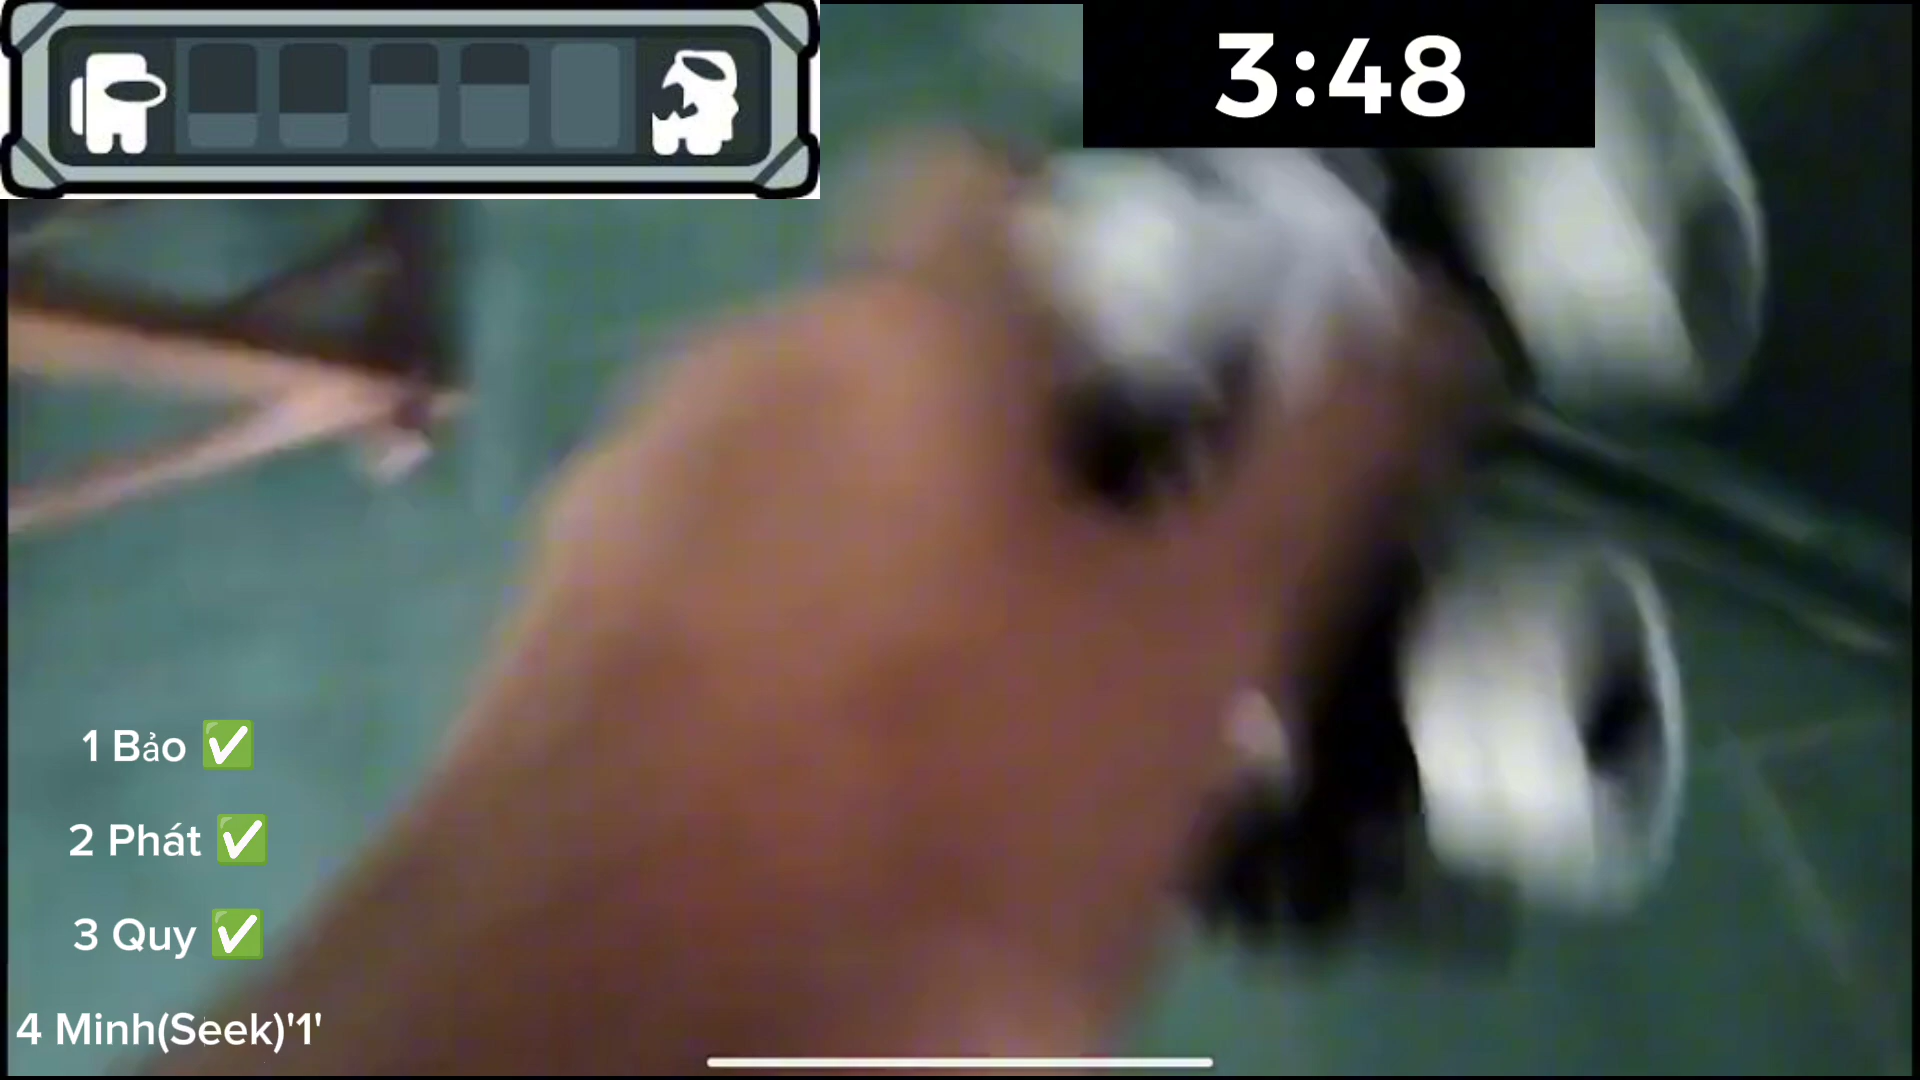 3:48
1 Bảo ✅
2 Phát ✅
3 Quy ✅
4 Minh(Seek)'1'